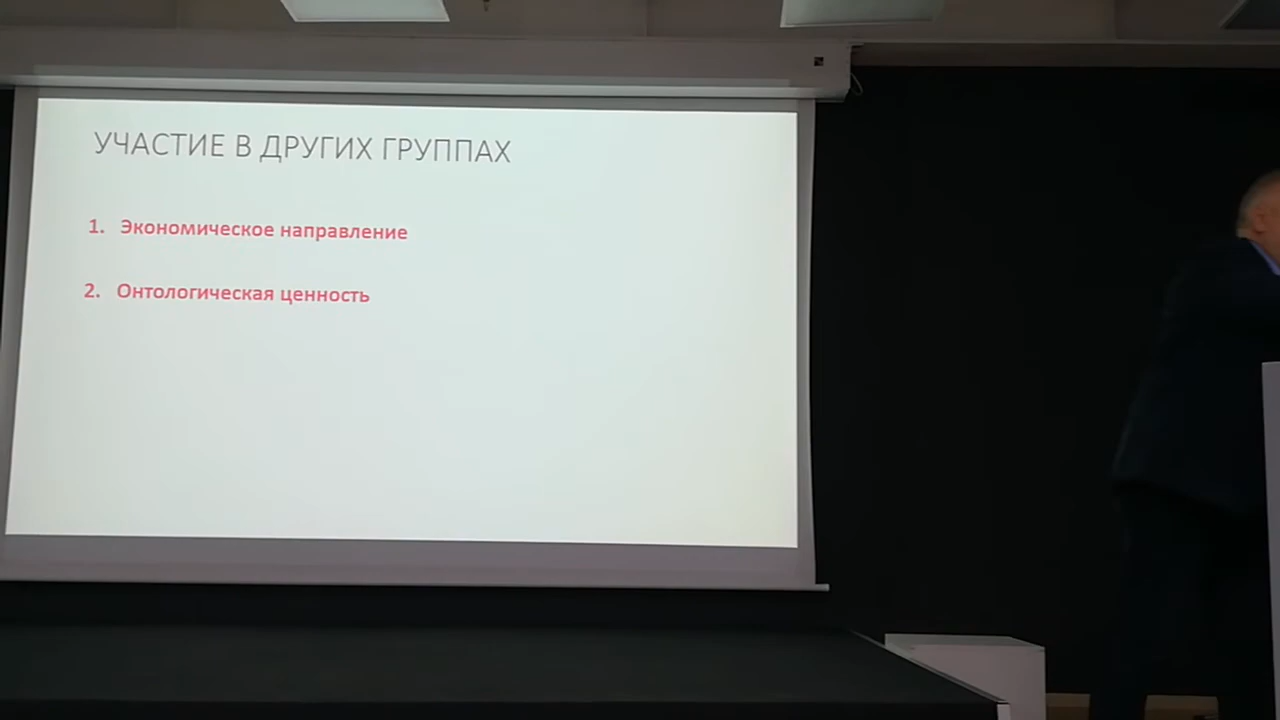 УЧАСТИЕ В ДРУГИХ ГРУППАХ
1. Экономическое направление
2. Онтологическая ценность